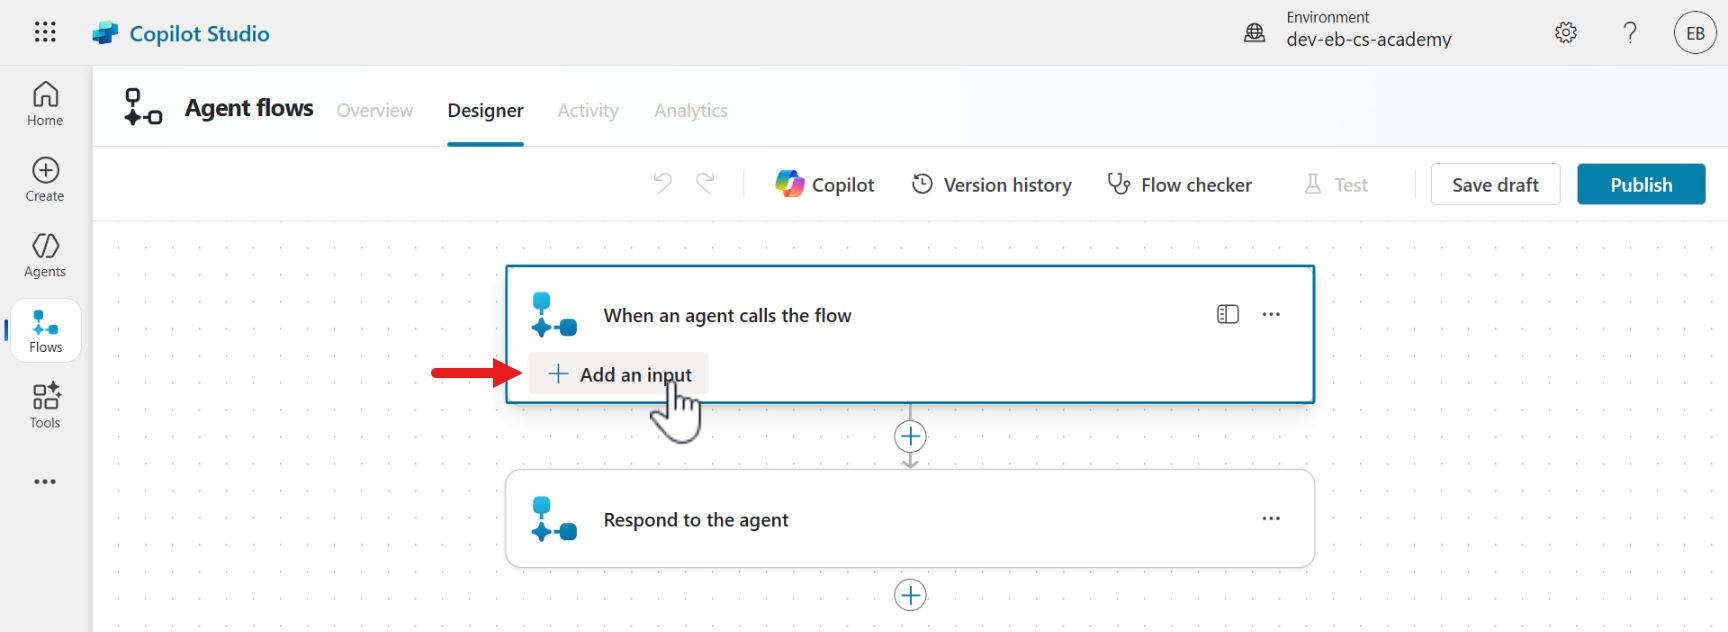 Copilot Studio
Environment
dev-eb-cs-academy
?
EB
Home
Create
Agents
Flows
Tools
Agent flows
Overview
Designer
Activity
Analytics
Copilot
Version history
Flow checker
Test
Save draft
Publish
When an agent calls the flow
Add an input
Respond to the agent